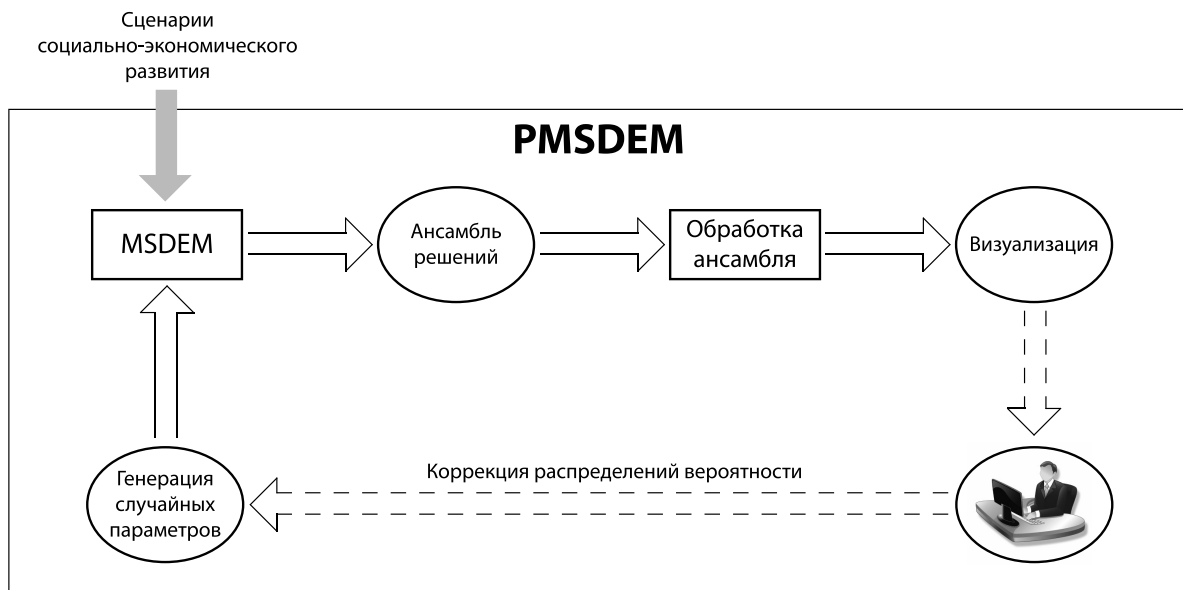 Сценарии
социально-экономического
развития
PMSDEM
MSDEM
Ансамбль
решений
Обработка
ансамбля
Визуализация
Генерация
случайных
параметров
Коррекция распределений вероятности